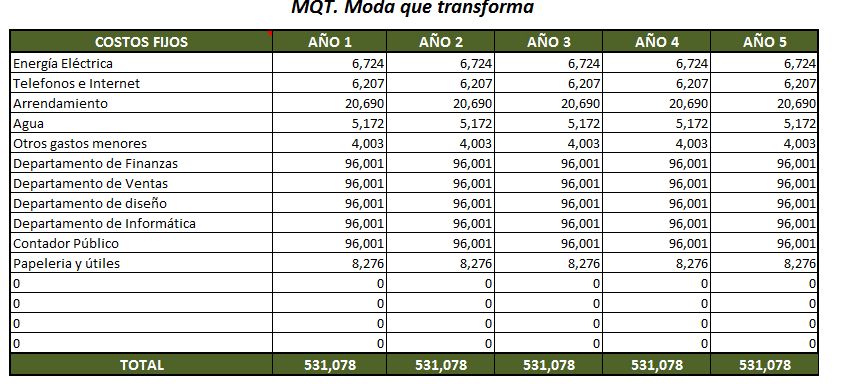 MQT. Moda que transforma
COSTOS FIJOS AÑO 1 AÑO 2 AÑO 3 AÑO 4 AÑO 5
Energía Eléctrica 6,724 6,724 6,724 6,724 6,724
Telefonos e Internet 6,207 6,207 6,207 6,207 6,207
Arrendamiento 20,690 20,690 20,690 20,690 20,690
Agua 5,172 5,172 5,172 5,172 5,172
Otros gastos menores 4,003 4,003 4,003 4,003 4,003
Departamento de Finanzas 96,001 96,001 96,001 96,001 96,001
Departamento de Ventas 96,001 96,001 96,001 96,001 96,001
Departamento de diseño 96,001 96,001 96,001 96,001 96,001
Departamento de Informática 96,001 96,001 96,001 96,001 96,001
Contador Público 96,001 96,001 96,001 96,001 96,001
Papeleria y útiles 8,276 8,276 8,276 8,276 8,276
0 0 0 0 0 0
0 0 0 0 0 0
0 0 0 0 0 0
0 0 0 0 0 0
TOTAL 531,078 531,078 531,078 531,078 531,078